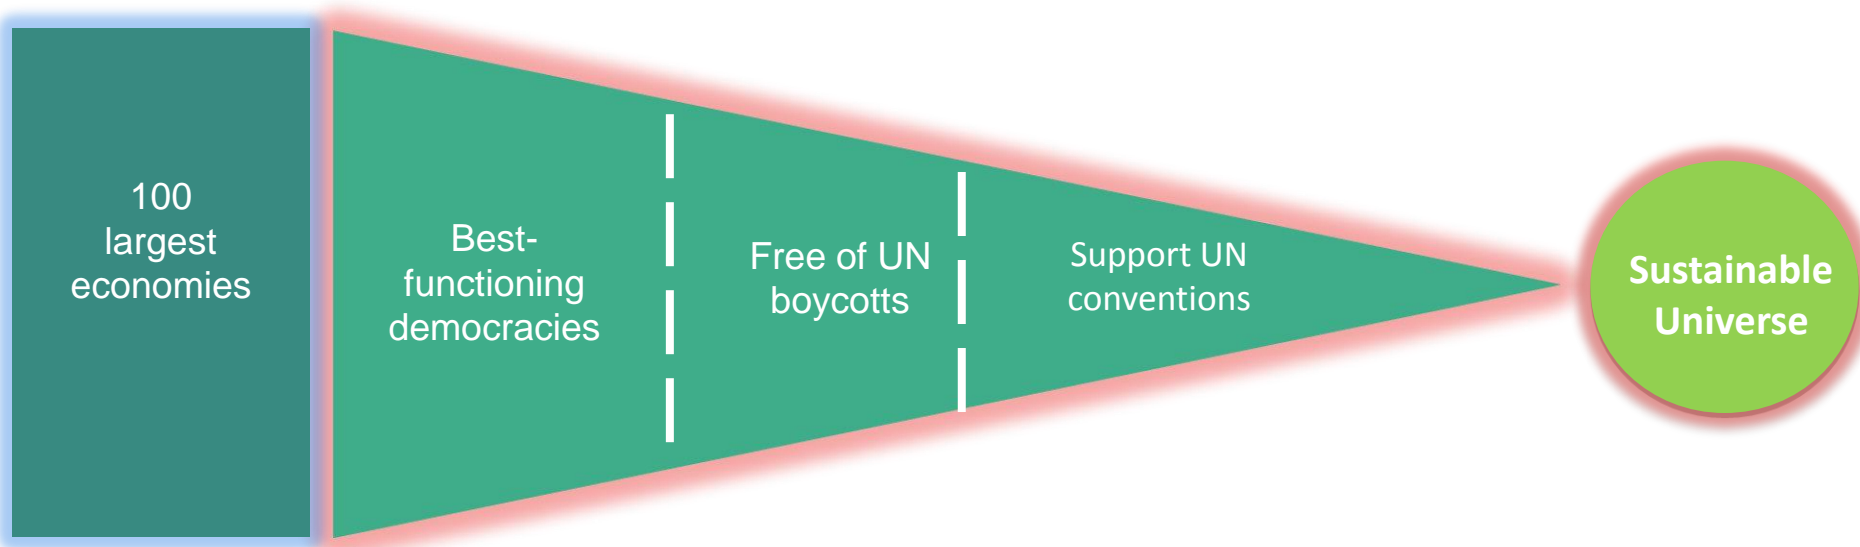 100
largest
economies
Best-
functioning
democracies
Free of UN
boycotts
Support UN
conventions
Sustainable
Universe